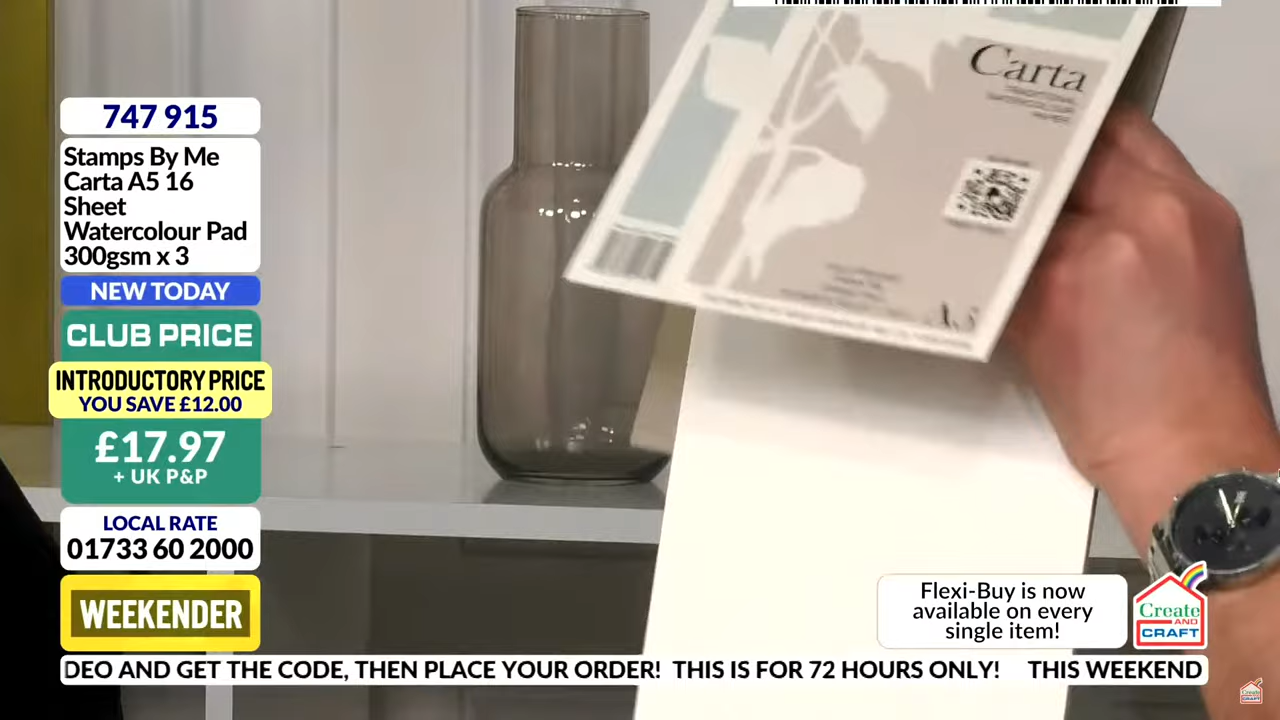 747 915
Stamps By Me
Carta A5 16
Sheet
Watercolour Pad
300gsm x 3
NEW TODAY
CLUB PRICE
INTRODUCTORY PRICE
YOU SAVE £12.00
£17.97
+ UK P&P
LOCAL RATE
01733 60 2000
WEEKENDER
Carta
A5
Flexi-Buy is now
available on every
single item!
Create
AND
CRAFT
DEO AND GET THE CODE, THEN PLACE YOUR ORDER! THIS IS FOR 72 HOURS ONLY! THIS WEEKEND
Create
CRAFT